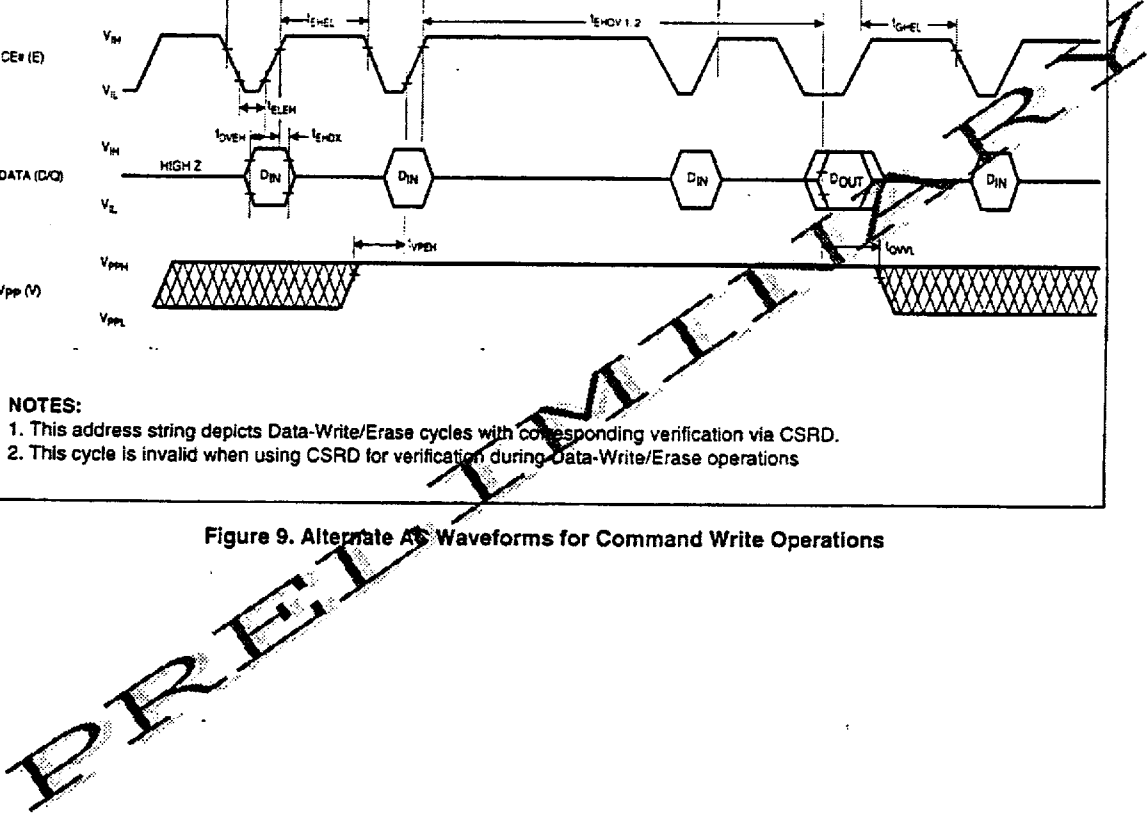 tEHEL
tEHQV 1, 2
tGHEL
CE# (E)
VIH
VIL
tELEH
tDVEH
tEHDX
VIH
DATA (D/Q)
HIGH Z
DIN
DIN
DIN
DOUT
DIN
VIL
tVPEH
tQVVL
VPPH
VPP (V)
VPPL
NOTES:
1. This address string depicts Data-Write/Erase cycles with corresponding verification via CSRD.
2. This cycle is invalid when using CSRD for verification during Data-Write/Erase operations
Figure 9. Alternate AC Waveforms for Command Write Operations
PRELIMINARY